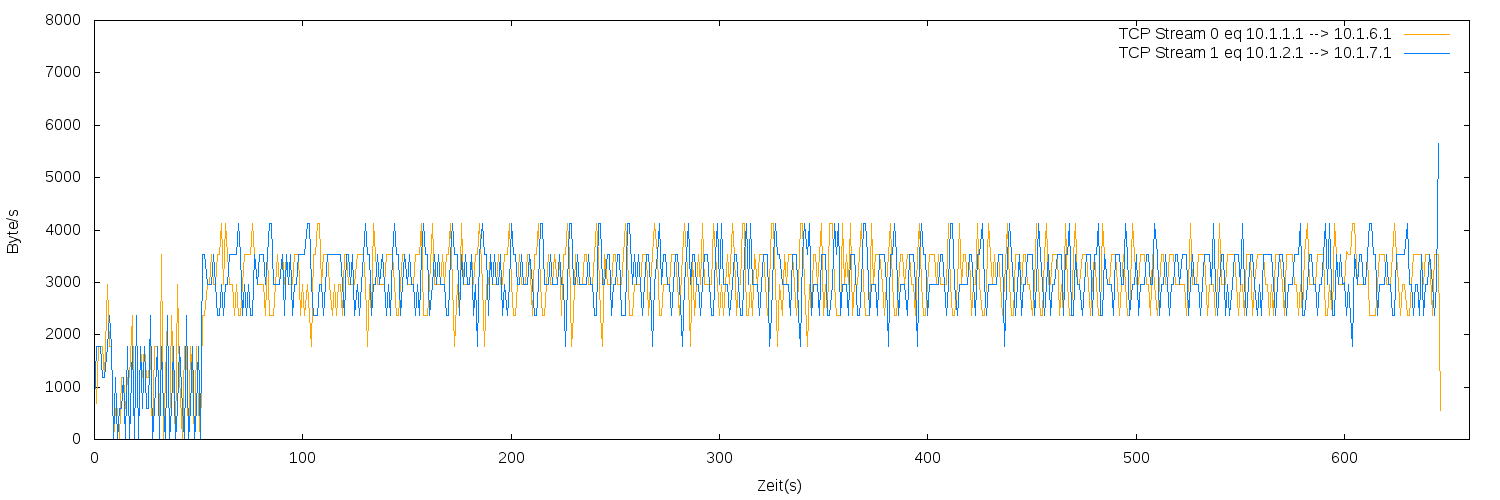 8000
7000
6000
5000
4000
3000
2000
1000
0
Byte/s
TCP Stream 0 eq 10.1.1.1 --> 10.1.6.1
TCP Stream 1 eq 10.1.2.1 --> 10.1.7.1
0 100 200 300 400 500 600
Zeit(s)